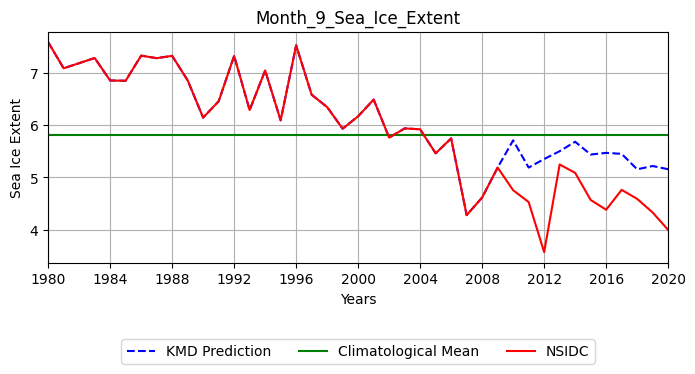 Month_9_Sea_Ice_Extent
Sea Ice Extent
7
6
5
4
1980 1984 1988 1992 1996 2000 2004 2008 2012 2016 2020
Years
KMD Prediction Climatological Mean NSIDC